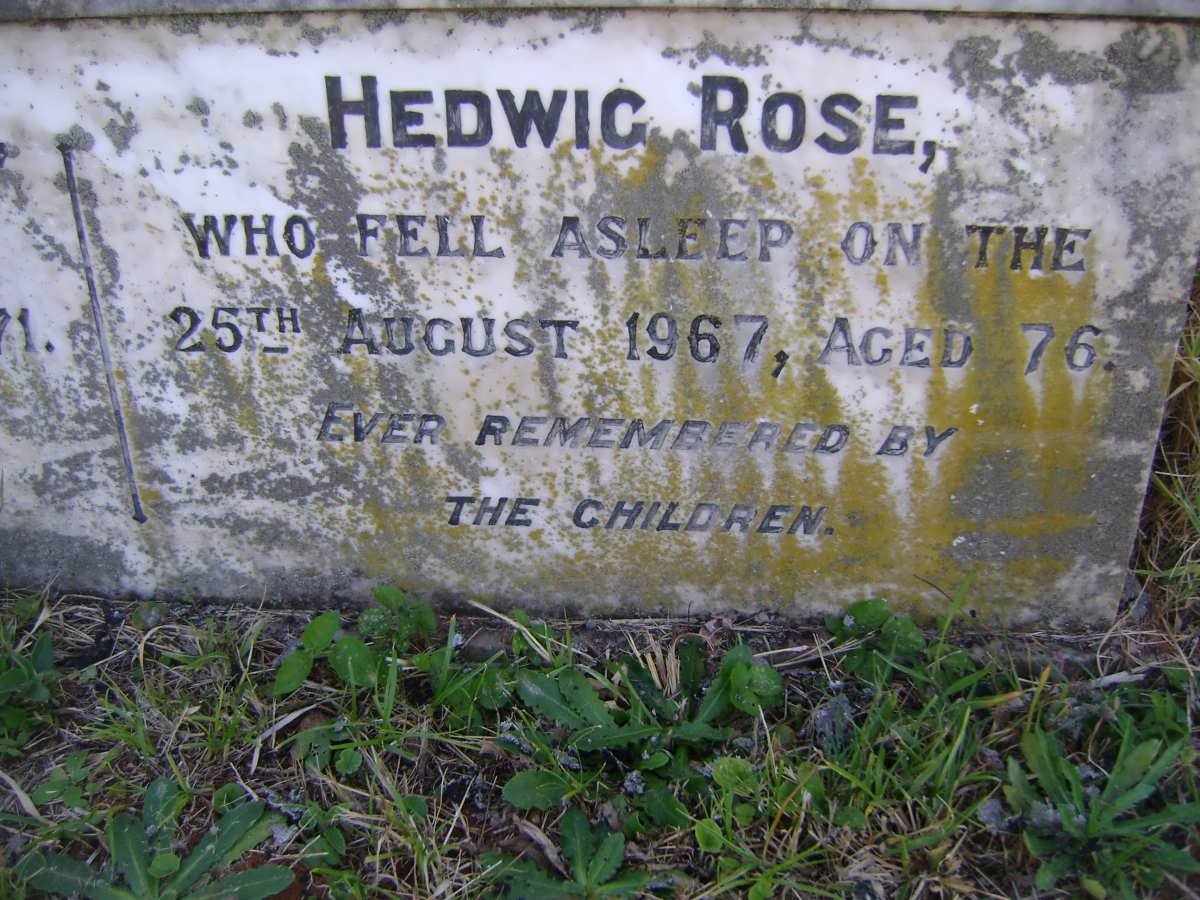 HEDWIG ROSE,
WHO FELL ASLEEP ON THE
25TH AUGUST 1967, AGED 76.
71.
EVER REMEMBERED BY
THE CHILDREN.